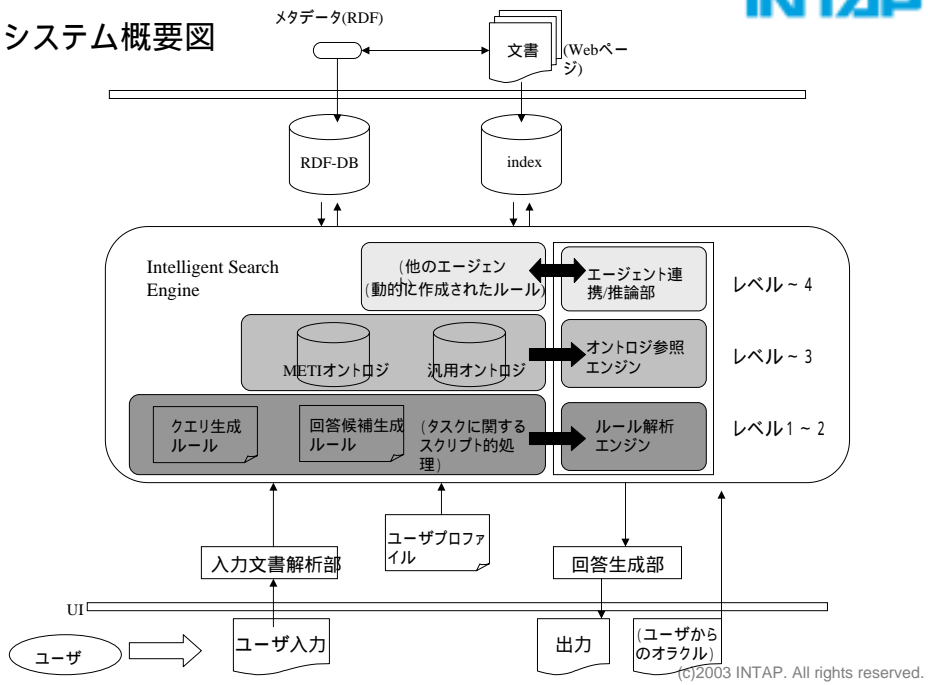 INTAP
システム概要図
メタデータ(RDF)
文書
(Webペー
ジ)
RDF-DB
index
Intelligent Search
Engine
(他のエージェン
ト)
(動的に作成されたルール)
エージェント連
携/推論部
レベル~4
METIオントロジ
汎用オントロジ
オントロジ参照
エンジン
レベル~3
クエリ生成
ルール
回答候補生成
ルール
(タスクに関する
スクリプト的処
理)
ルール解析
エンジン
レベル1~2
ユーザプロファ
イル
入力文書解析部
回答生成部
UI
ユーザ
ユーザ入力
出力
(ユーザから
のオラクル)
(c)2003 INTAP. All rights reserved.